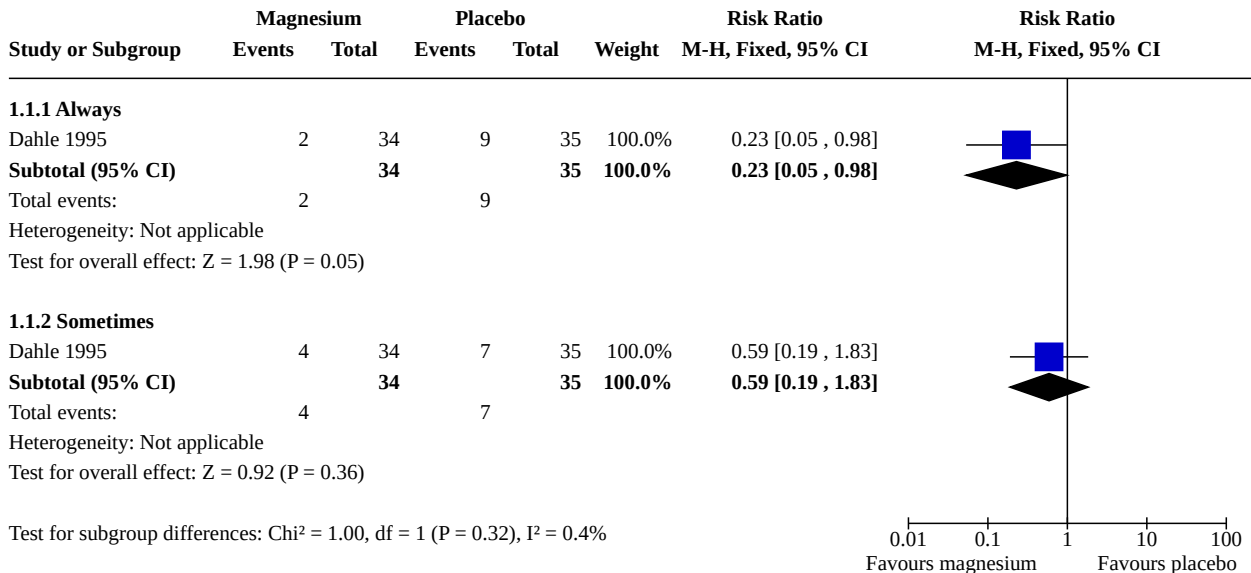 Magnesium Placebo Risk Ratio Risk Ratio
Study or Subgroup Events Total Events Total Weight M-H, Fixed, 95% CI M-H, Fixed, 95% CI
1.1.1 Always
Dahle 1995 2 34 9 35 100.0% 0.23 [0.05 , 0.98]
Subtotal (95% CI) 34 35 100.0% 0.23 [0.05 , 0.98]
Total events: 2 9
Heterogeneity: Not applicable
Test for overall effect: Z = 1.98 (P = 0.05)
1.1.2 Sometimes
Dahle 1995 4 34 7 35 100.0% 0.59 [0.19 , 1.83]
Subtotal (95% CI) 34 35 100.0% 0.59 [0.19 , 1.83]
Total events: 4 7
Heterogeneity: Not applicable
Test for overall effect: Z = 0.92 (P = 0.36)
Test for subgroup differences: Chi² = 1.00, df = 1 (P = 0.32), I² = 0.4%
0.01 0.1 1 10 100
Favours magnesium Favours placebo